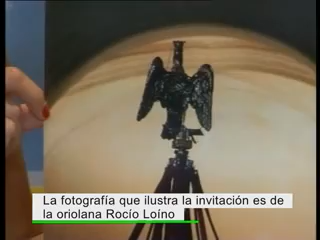 La fotografía que ilustra la invitación es de
la oriolana Rocío Loíno